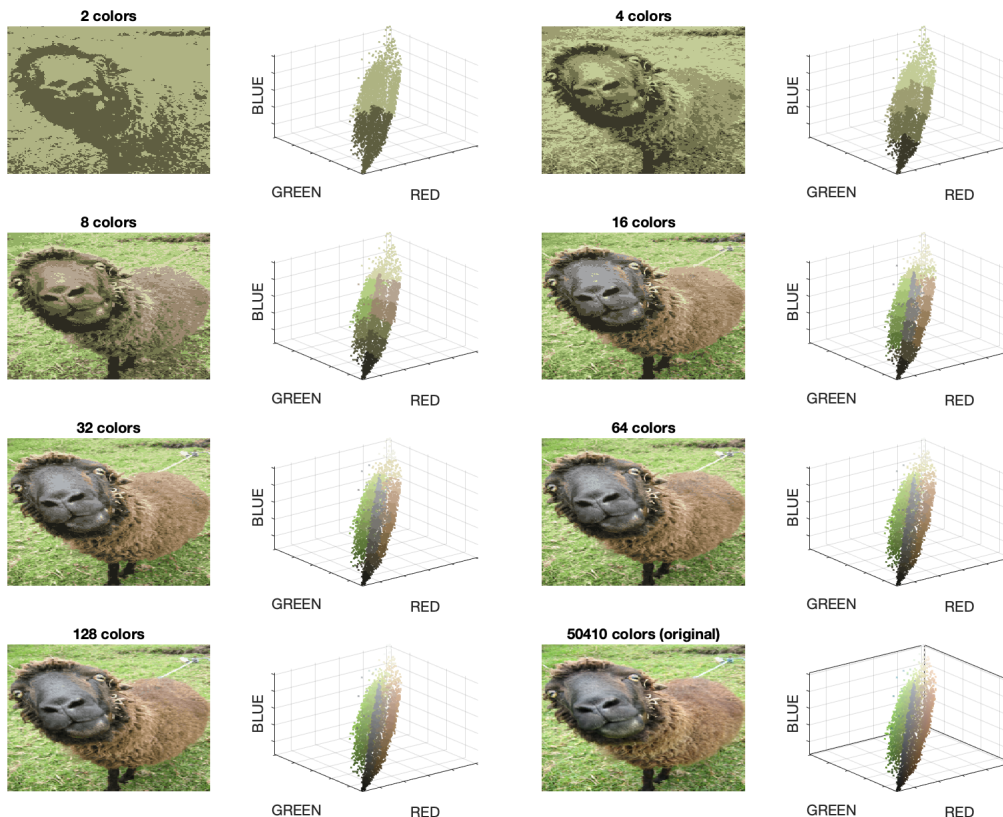 2 colors
4 colors
BLUE
BLUE
GREEN
RED
GREEN
RED
8 colors
16 colors
BLUE
BLUE
GREEN
RED
GREEN
RED
32 colors
64 colors
BLUE
BLUE
GREEN
RED
GREEN
RED
128 colors
50410 colors (original)
BLUE
BLUE
GREEN
RED
GREEN
RED